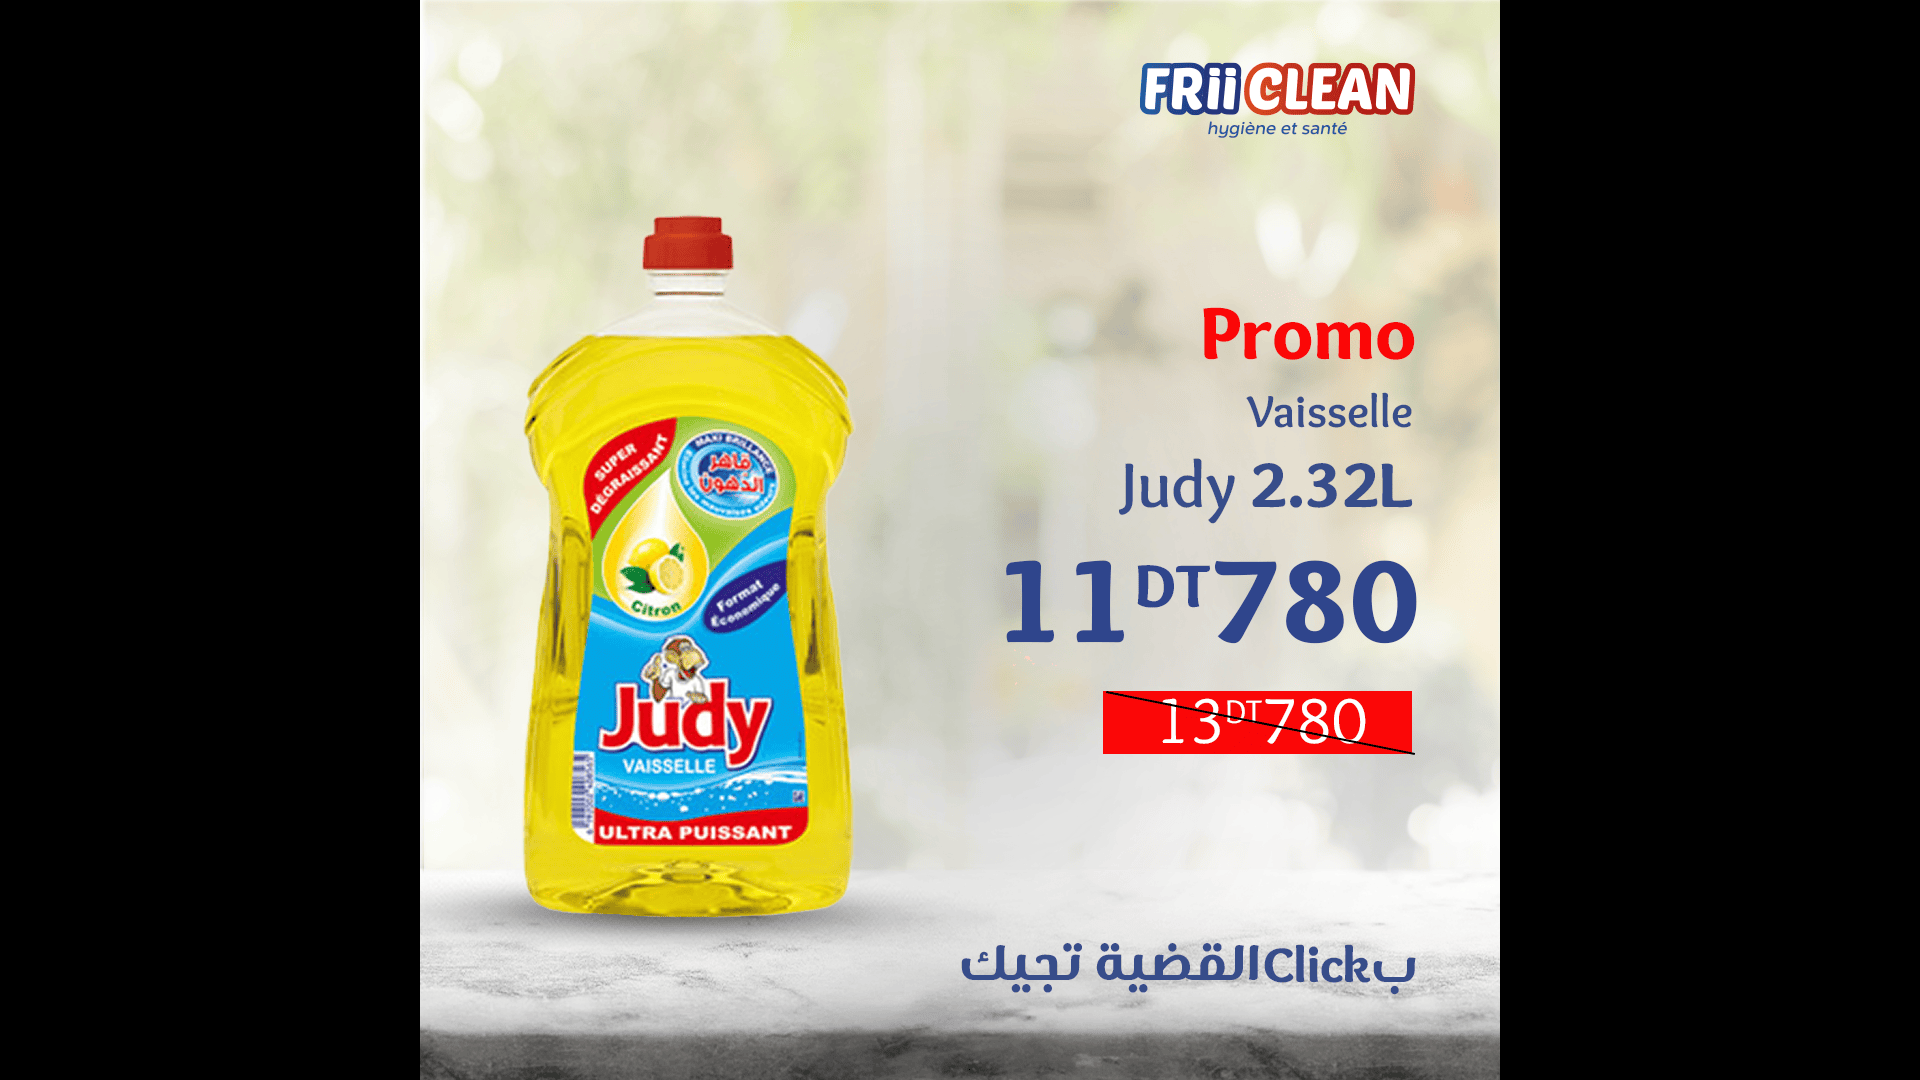 FRiiCLEAN
hygiène et santé
Promo
Vaisselle
Judy 2.32L
11DT780
13DT780
بClickالقضية تجيك
SUPER
DÉGRAISSANT
MAXI BRILLANCE
قاهر
الدهون
Citron
Format
Économique
Judy
VAISSELLE
ULTRA PUISSANT